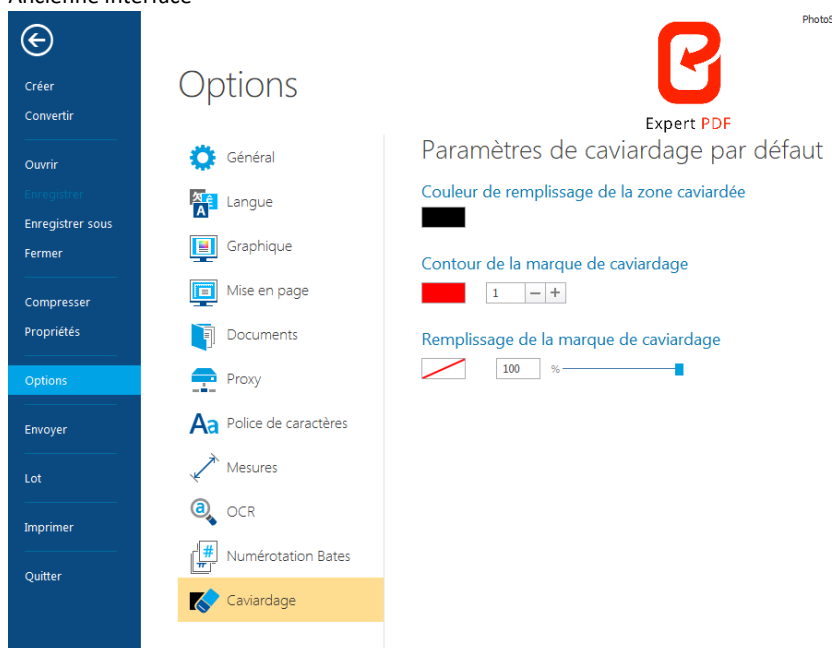 Ancienne interface
PhotoS
Créer
Convertir
Ouvrir
Enregistrer
Enregistrer sous
Fermer
Compresser
Propriétés
Options
Envoyer
Lot
Imprimer
Quitter
Options
Général
Langue
Graphique
Mise en page
Documents
Proxy
Aa Police de caractères
Mesures
a OCR
# Numérotation Bates
Caviardage
Expert PDF
Paramètres de caviardage par défaut
Couleur de remplissage de la zone caviardée
Contour de la marque de caviardage
1 − +
Remplissage de la marque de caviardage
100 %